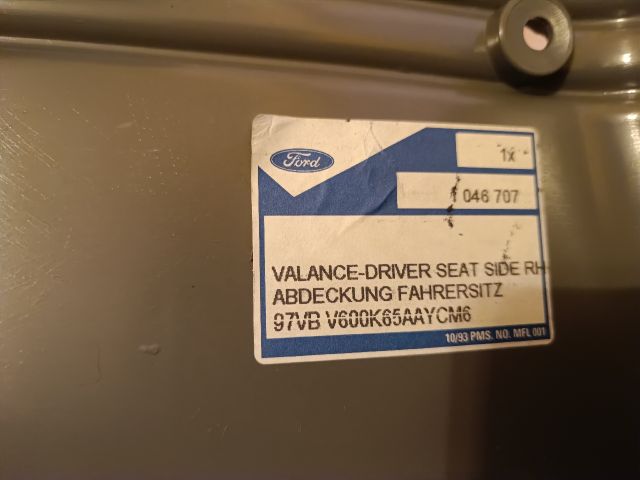 Ford
1x
1 046 707
VALANCE-DRIVER SEAT SIDE RH
ABDECKUNG FAHRERSITZ
97VB V600K65AAYCM6
10/93 PMS. NO. MFL 001